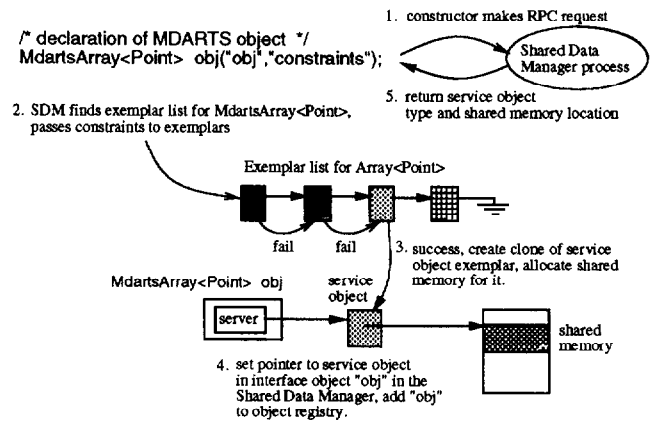 1. constructor makes RPC request
/* declaration of MDARTS object */
MdartsArray<Point> obj("obj","constraints");
Shared Data
Manager process
5. return service object
type and shared memory location
2. SDM finds exemplar list for MdartsArray<Point>,
passes constraints to exemplars
Exemplar list for Array<Point>
fail
fail
3. success, create clone of service
object exemplar, allocate shared
memory for it.
MdartsArray<Point> obj
service
object
server
shared
memory
4. set pointer to service object
in interface object "obj" in the
Shared Data Manager, add "obj"
to object registry.